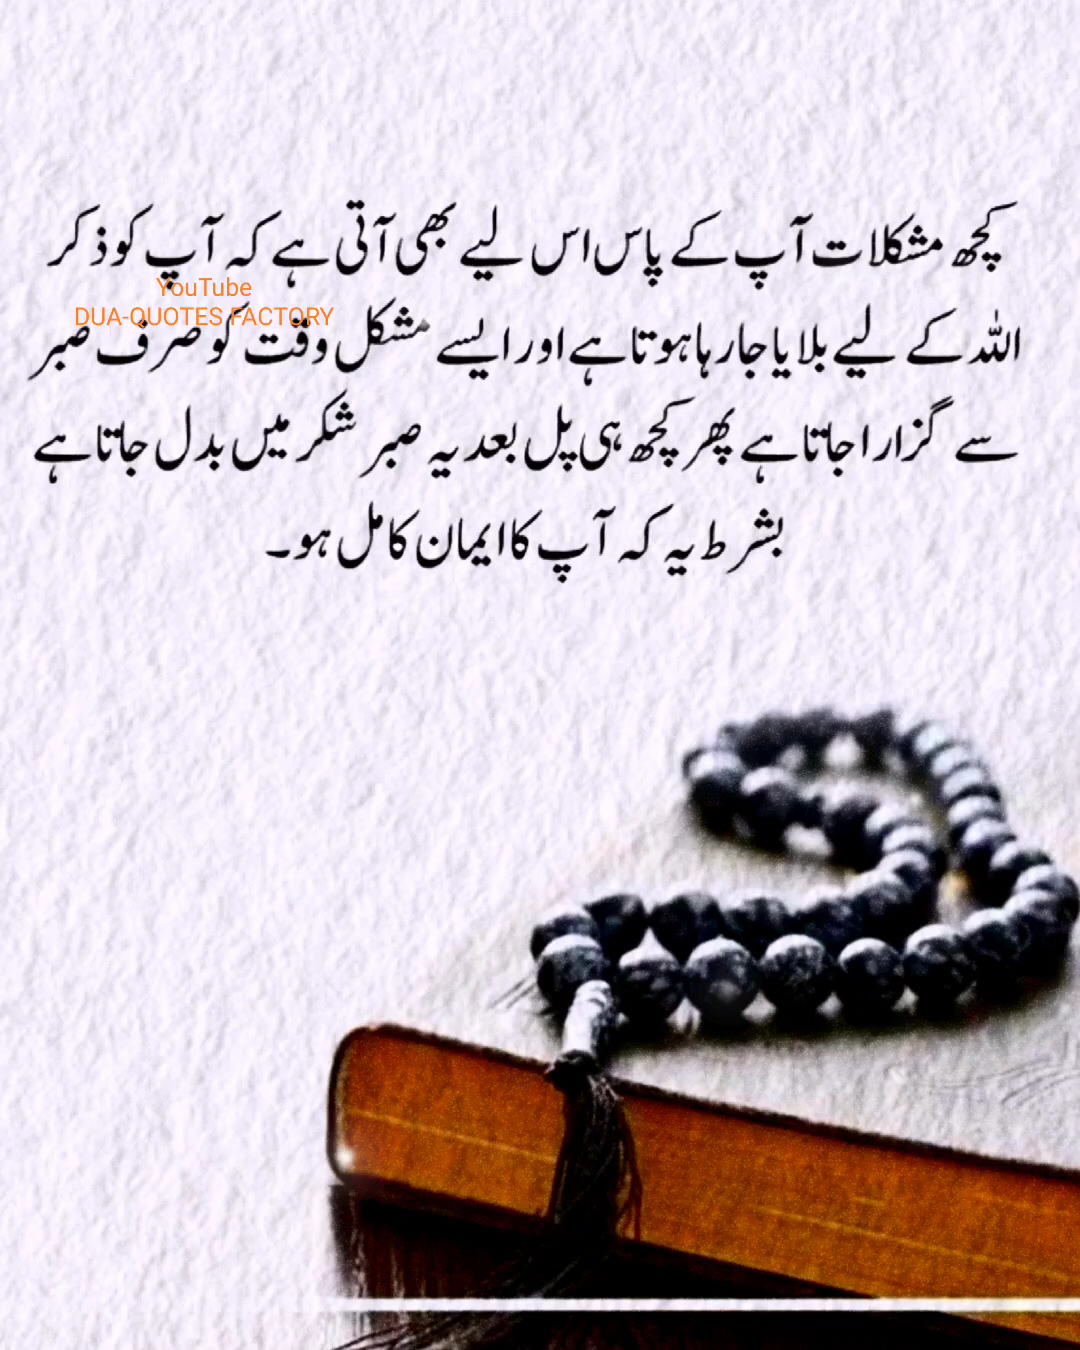 کچھ مشکلات آپ کے پاس اس لیے بھی آتی ہے کہ آپ کو ذکر
YouTube
DUA-QUOTES FACTORY
اللہ کے لیے بلایا جا رہا ہوتا ہے اور ایسے مشکل وقت کو صرف صبر
سے گزارا جاتا ہے پھر کچھ ہی پل بعد یہ صبر شکر میں بدل جاتا ہے
بشرط یہ کہ آپ کا ایمان کامل ہو۔